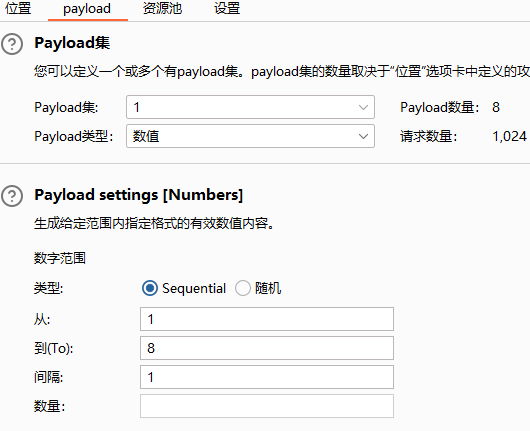 位置 payload 资源池 设置
Payload集
您可以定义一个或多个有payload集。payload集的数量取决于“位置”选项卡中定义的攻
Payload集: 1 Payload数量: 8
Payload类型: 数值 请求数量: 1,024
Payload settings [Numbers]
生成给定范围内指定格式的有效数值内容。
数字范围
类型: Sequential 随机
从: 1
到(To): 8
间隔: 1
数量: